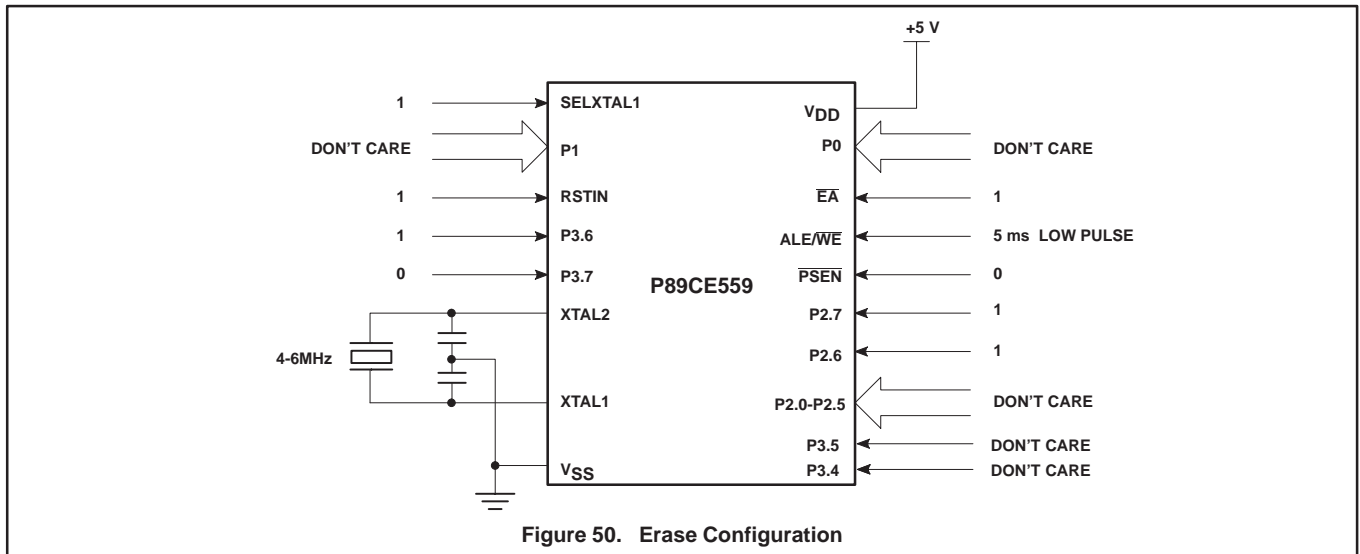 +5 V
1 SELXTAL1 VDD
DON'T CARE P1 P0 DON'T CARE
1 RSTIN EA 1
1 P3.6 ALE/WE 5 ms LOW PULSE
0 P3.7 PSEN 0
P89CE559
XTAL2 P2.7 1
4-6MHz P2.6 1
XTAL1 P2.0-P2.5 DON'T CARE
P3.5 DON'T CARE
VSS P3.4 DON'T CARE
Figure 50. Erase Configuration